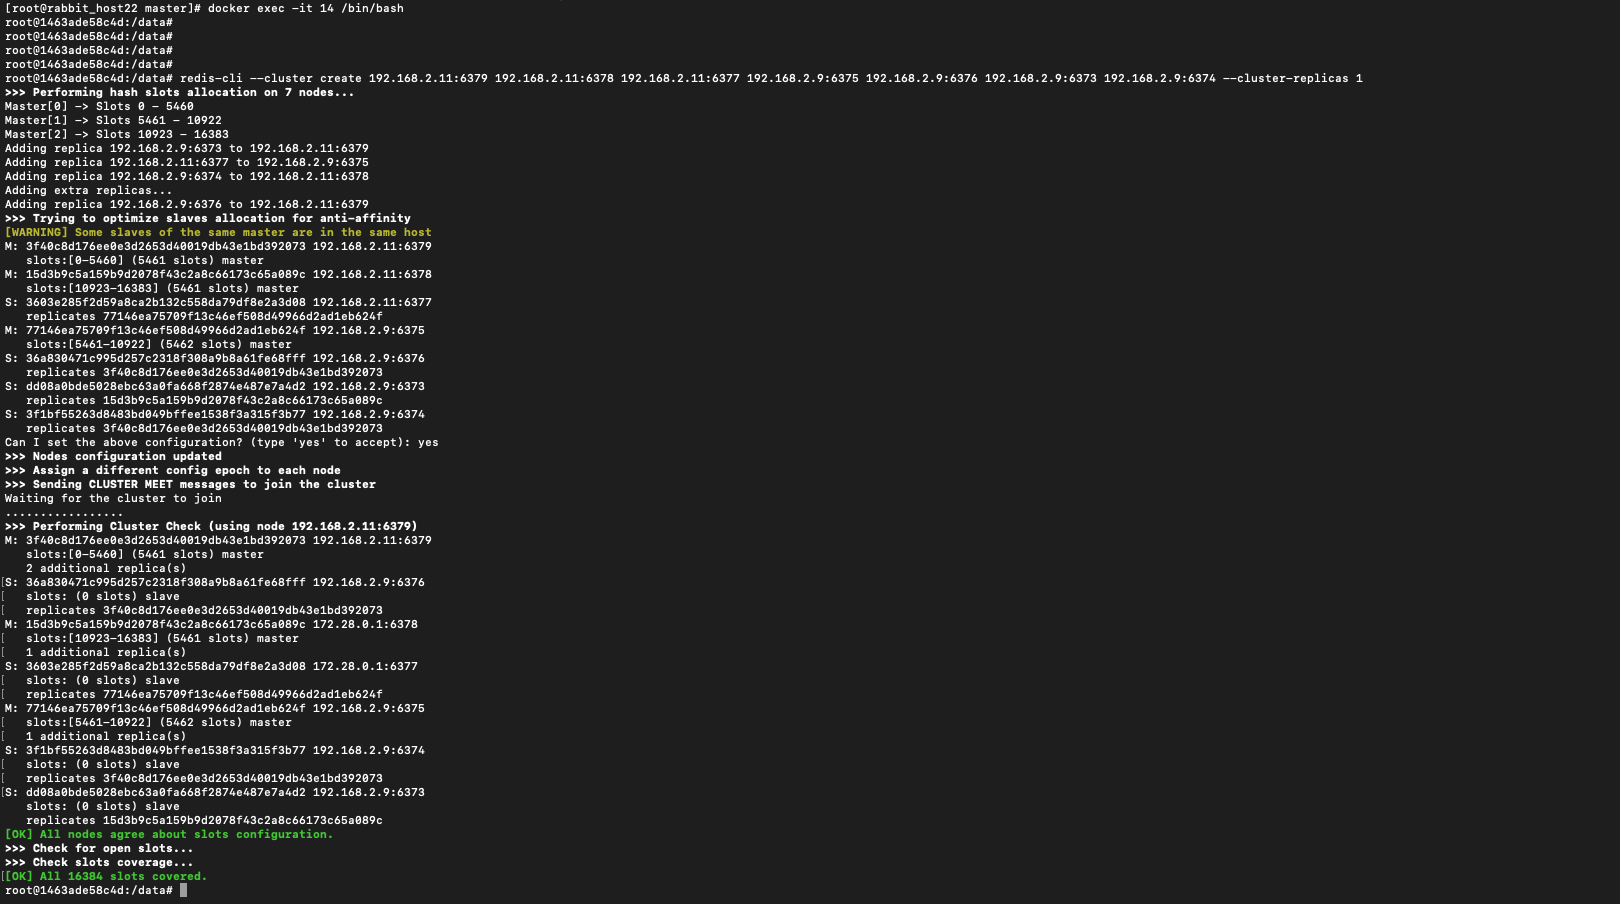 [root@rabbit_host22 master]# docker exec -it 14 /bin/bash
root@1463ade58c4d:/data#
root@1463ade58c4d:/data#
root@1463ade58c4d:/data#
root@1463ade58c4d:/data#
root@1463ade58c4d:/data# redis-cli --cluster create 192.168.2.11:6379 192.168.2.11:6378 192.168.2.11:6377 192.168.2.9:6375 192.168.2.9:6376 192.168.2.9:6373 192.168.2.9:6374 --cluster-replicas 1
>>> Performing hash slots allocation on 7 nodes...
Master[0] -> Slots 0 - 5460
Master[1] -> Slots 5461 - 10922
Master[2] -> Slots 10923 - 16383
Adding replica 192.168.2.9:6373 to 192.168.2.11:6379
Adding replica 192.168.2.11:6377 to 192.168.2.9:6375
Adding replica 192.168.2.9:6374 to 192.168.2.11:6378
Adding extra replicas...
Adding replica 192.168.2.9:6376 to 192.168.2.11:6379
>>> Trying to optimize slaves allocation for anti-affinity
[WARNING] Some slaves of the same master are in the same host
M: 3f40c8d176ee0e3d2653d40019db43e1bd392073 192.168.2.11:6379
   slots:[0-5460] (5461 slots) master
M: 15d3b9c5a159b9d2078f43c2a8c66173c65a089c 192.168.2.11:6378
   slots:[10923-16383] (5461 slots) master
S: 3603e285f2d59a8ca2b132c558da79df8e2a3d08 192.168.2.11:6377
   replicates 77146ea75709f13c46ef508d49966d2ad1eb624f
M: 77146ea75709f13c46ef508d49966d2ad1eb624f 192.168.2.9:6375
   slots:[5461-10922] (5462 slots) master
S: 36a830471c995d257c2318f308a9b8a61fe68fff 192.168.2.9:6376
   replicates 3f40c8d176ee0e3d2653d40019db43e1bd392073
S: dd08a0bde5028ebc63a0fa668f2874e487e7a4d2 192.168.2.9:6373
   replicates 15d3b9c5a159b9d2078f43c2a8c66173c65a089c
S: 3f1bf55263d8483bd049bffee1538f3a315f3b77 192.168.2.9:6374
   replicates 3f40c8d176ee0e3d2653d40019db43e1bd392073
Can I set the above configuration? (type 'yes' to accept): yes
>>> Nodes configuration updated
>>> Assign a different config epoch to each node
>>> Sending CLUSTER MEET messages to join the cluster
Waiting for the cluster to join
.................
>>> Performing Cluster Check (using node 192.168.2.11:6379)
M: 3f40c8d176ee0e3d2653d40019db43e1bd392073 192.168.2.11:6379
   slots:[0-5460] (5461 slots) master
   2 additional replica(s)
[S: 36a830471c995d257c2318f308a9b8a61fe68fff 192.168.2.9:6376
[  slots: (0 slots) slave
[  replicates 3f40c8d176ee0e3d2653d40019db43e1bd392073
M: 15d3b9c5a159b9d2078f43c2a8c66173c65a089c 172.28.0.1:6378
[  slots:[10923-16383] (5461 slots) master
[  1 additional replica(s)
S: 3603e285f2d59a8ca2b132c558da79df8e2a3d08 172.28.0.1:6377
[  slots: (0 slots) slave
[  replicates 77146ea75709f13c46ef508d49966d2ad1eb624f
M: 77146ea75709f13c46ef508d49966d2ad1eb624f 192.168.2.9:6375
[  slots:[5461-10922] (5462 slots) master
[  1 additional replica(s)
S: 3f1bf55263d8483bd049bffee1538f3a315f3b77 192.168.2.9:6374
[  slots: (0 slots) slave
[  replicates 3f40c8d176ee0e3d2653d40019db43e1bd392073
[S: dd08a0bde5028ebc63a0fa668f2874e487e7a4d2 192.168.2.9:6373
   slots: (0 slots) slave
   replicates 15d3b9c5a159b9d2078f43c2a8c66173c65a089c
[OK] All nodes agree about slots configuration.
>>> Check for open slots...
>>> Check slots coverage...
[[OK] All 16384 slots covered.
root@1463ade58c4d:/data#